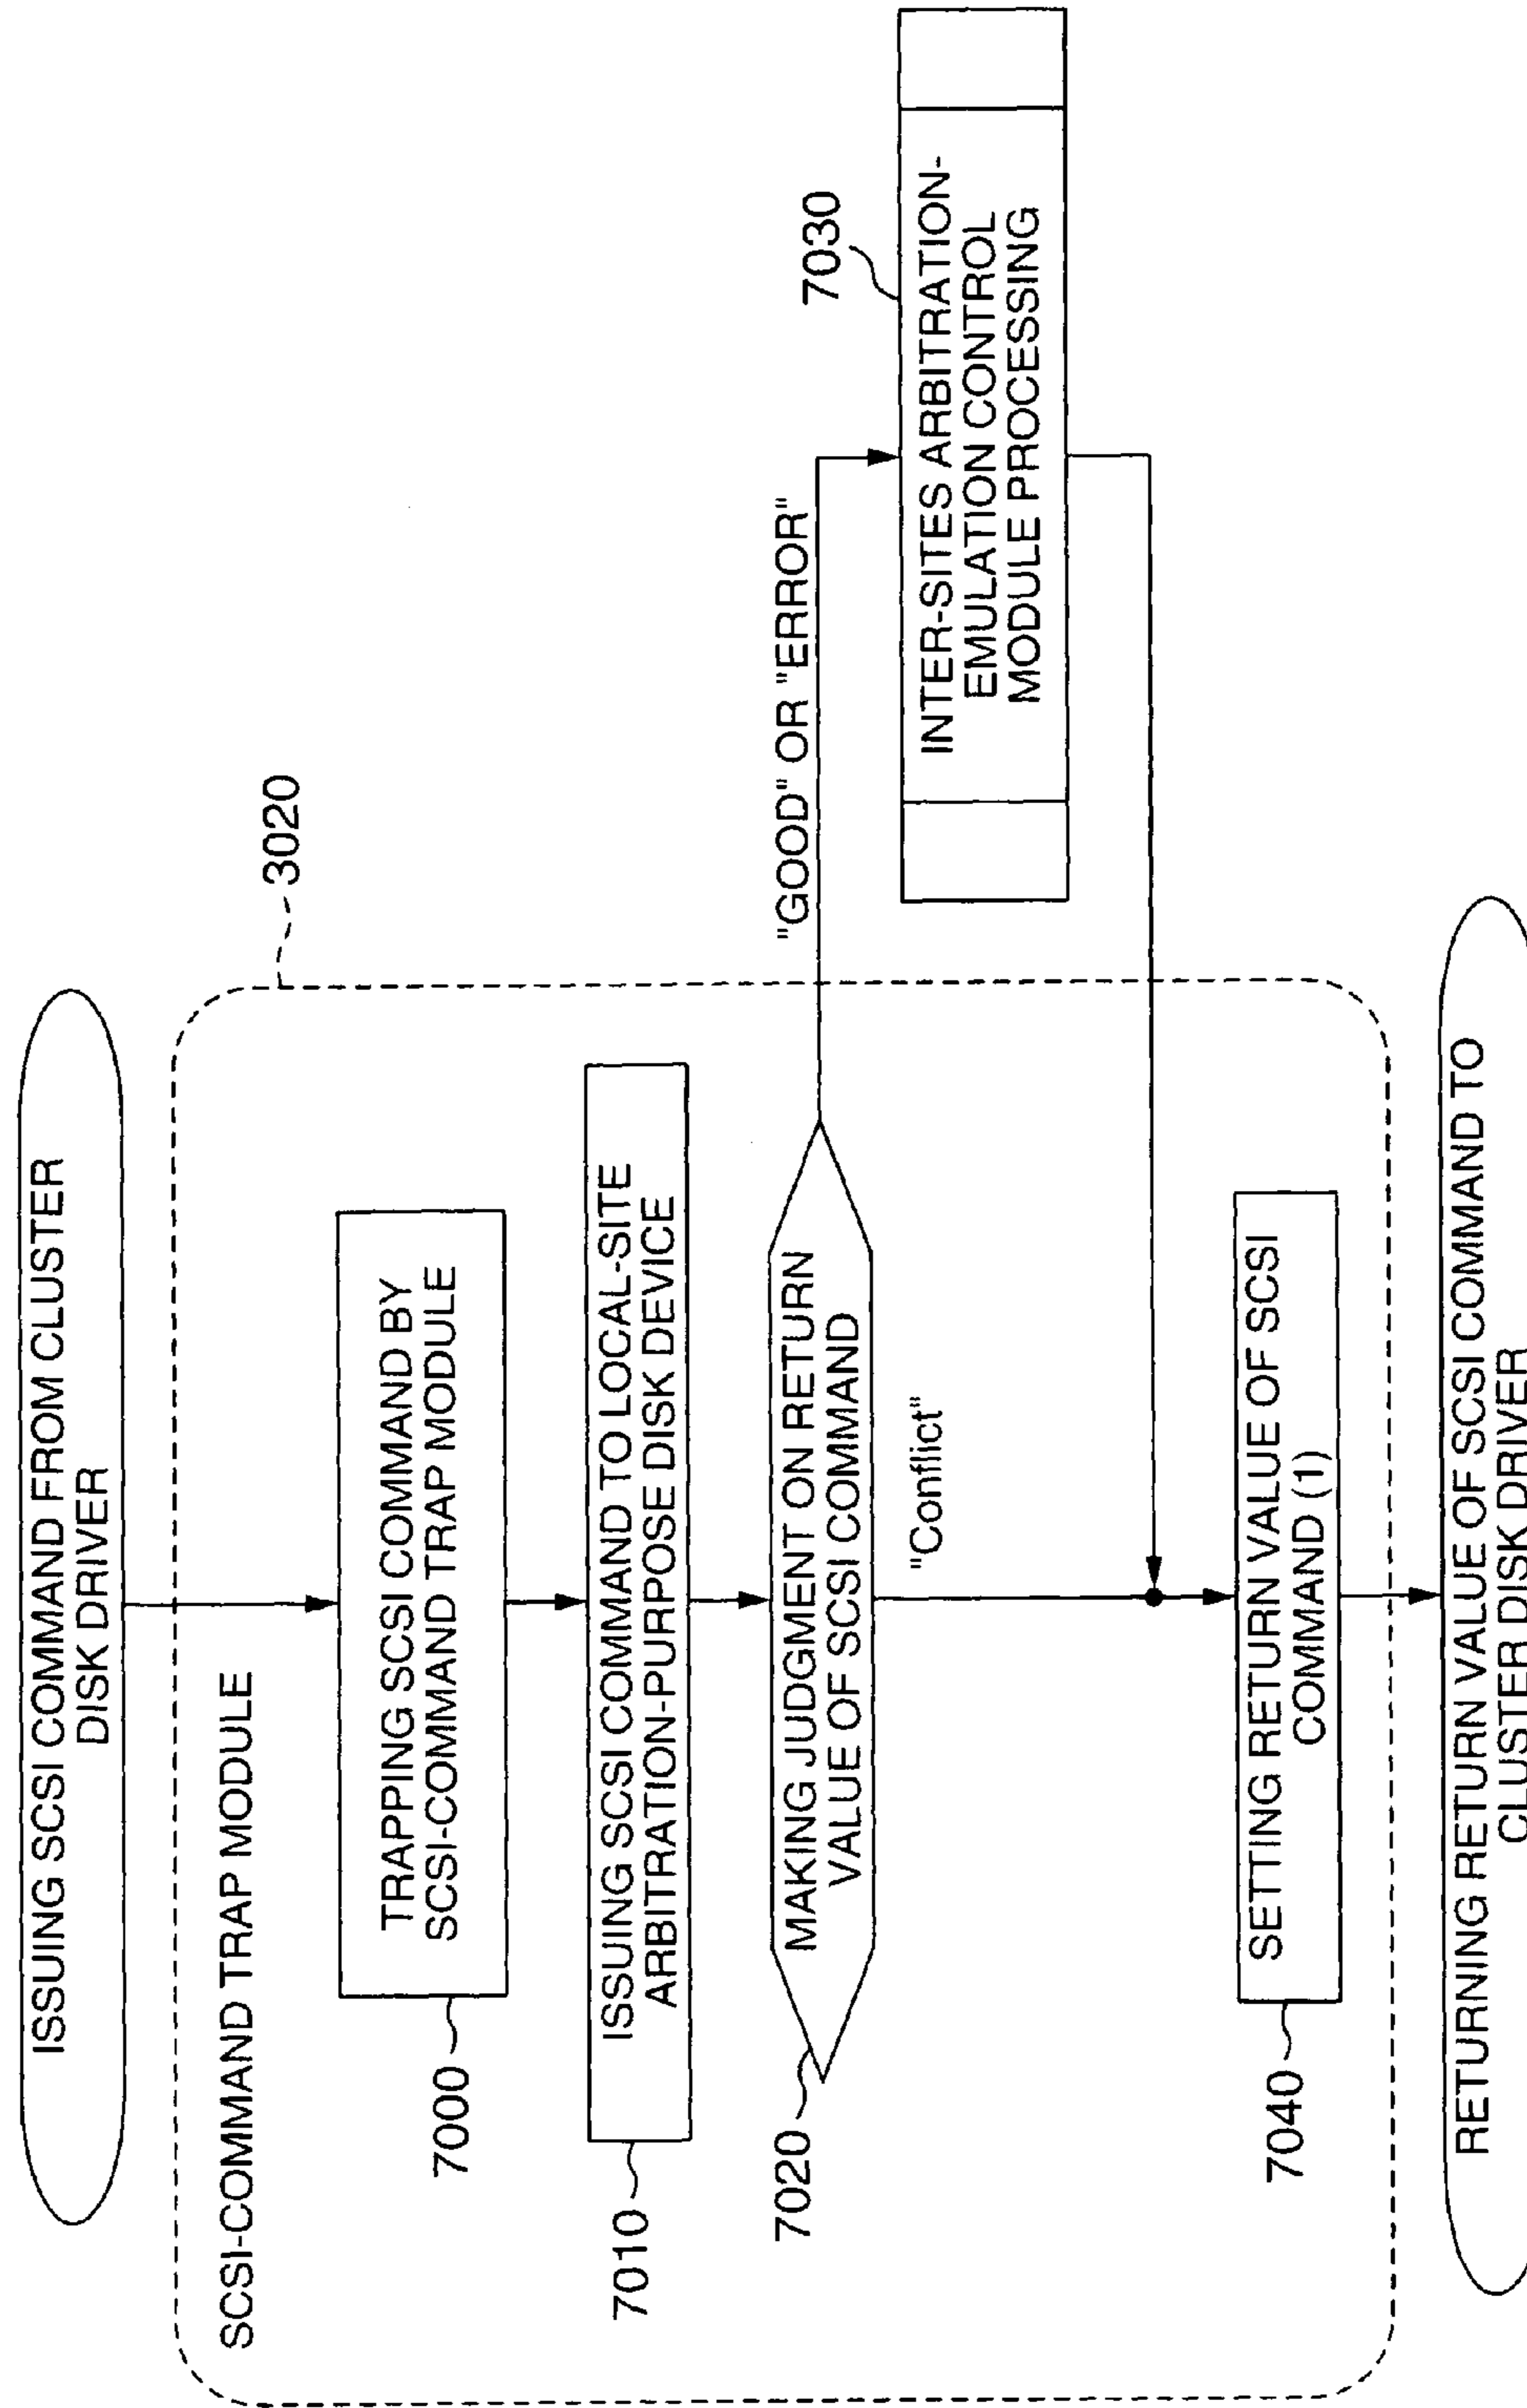 ISSUING SCSI COMMAND FROM CLUSTER
DISK DRIVER
SCSI-COMMAND TRAP MODULE
3020
7000
TRAPPING SCSI COMMAND BY
SCSI-COMMAND TRAP MODULE
7010
ISSUING SCSI COMMAND TO LOCAL-SITE
ARBITRATION-PURPOSE DISK DEVICE
7020
MAKING JUDGMENT ON RETURN
VALUE OF SCSI COMMAND
"GOOD" OR "ERROR"
7030
INTER-SITES ARBITRATION-
EMULATION CONTROL
MODULE PROCESSING
"Conflict"
7040
SETTING RETURN VALUE OF SCSI
COMMAND (1)
RETURNING RETURN VALUE OF SCSI COMMAND TO
CLUSTER DISK DRIVER